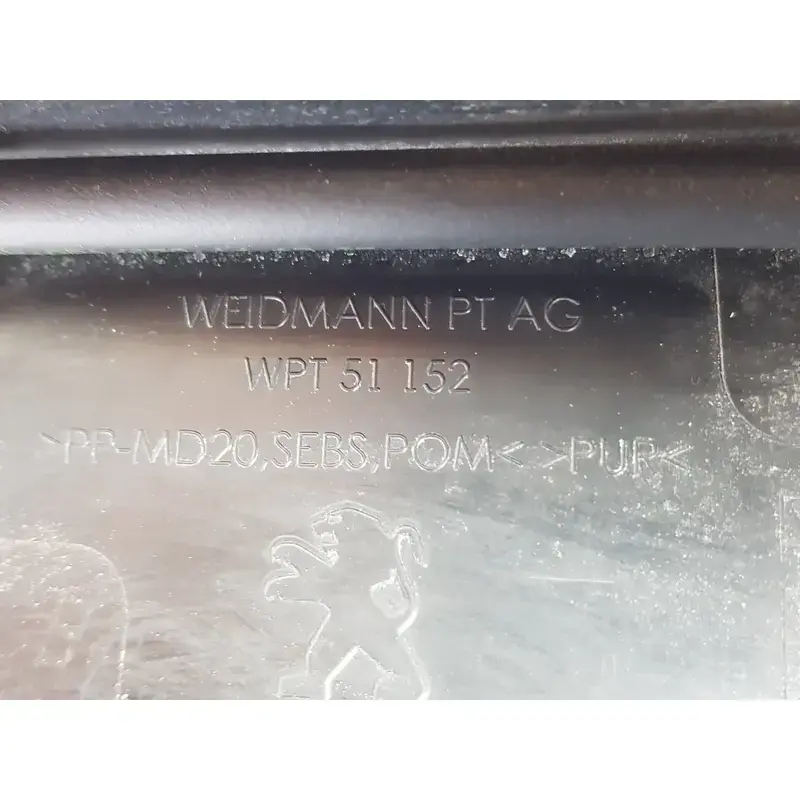 WEIDMANN PT AG
WPT 51 152
>PP-MD20,SEBS,POM< >PUR<